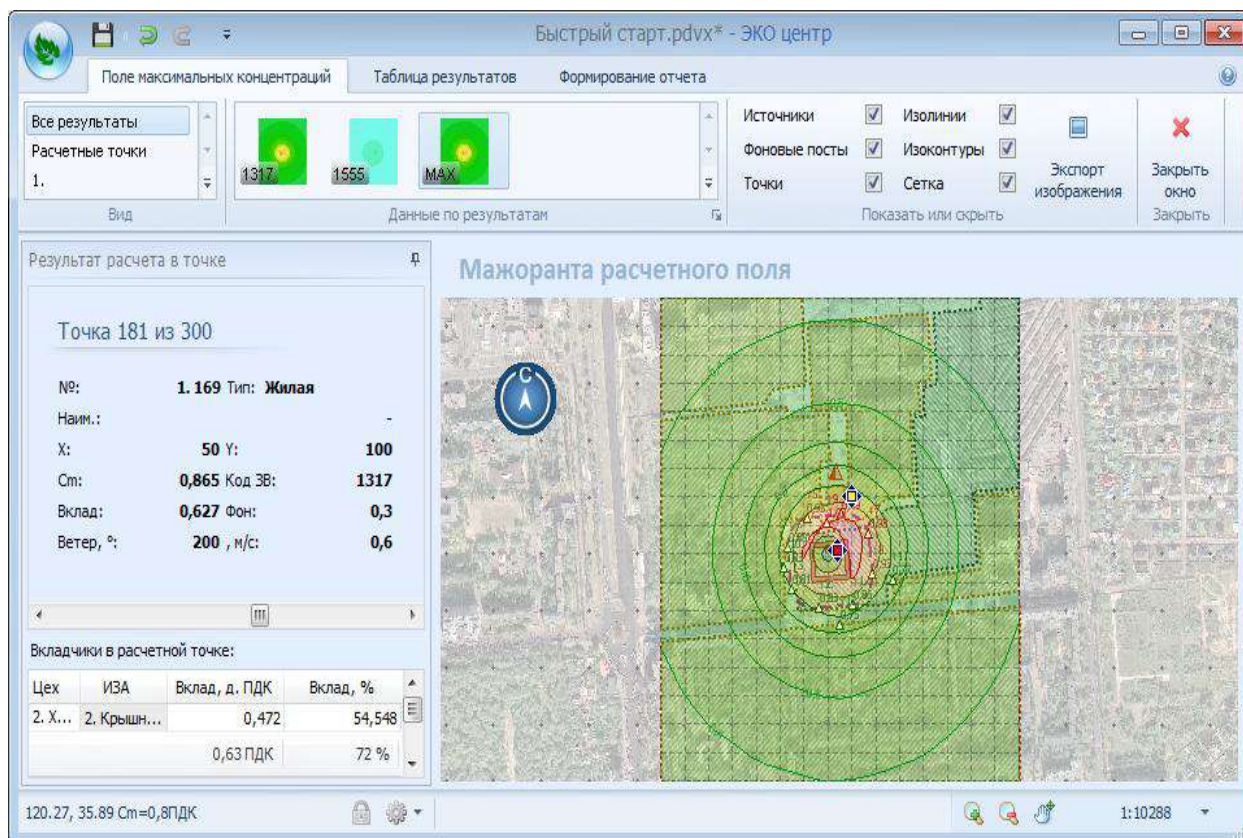 Быстрый старт.pdvx* - ЭКО центр
Поле максимальных концентраций Таблица результатов Формирование отчета
Все результаты
Расчетные точки
1.
Вид
1317 1555 MAX
Данные по результатам
Источники Изолинии
Фоновые посты Изоконтуры
Точки Сетка
Показать или скрыть
Экспорт изображения
Закрыть окно
Закрыть
Результат расчета в точке
Точка 181 из 300
№: 1. 169 Тип: Жилая
Наим.: -
X: 50 Y: 100
Cm: 0,865 Код ЗВ: 1317
Вклад: 0,627 Фон: 0,3
Ветер, °: 200 , м/с: 0,6
Вкладчики в расчетной точке:
Цех ИЗА Вклад, д. ПДК Вклад, %
2. Х... 2. Крышн... 0,472 54,548
0,63 ПДК 72 %
Мажоранта расчетного поля
С
120.27, 35.89 Cm=0,8ПДК
1:10288